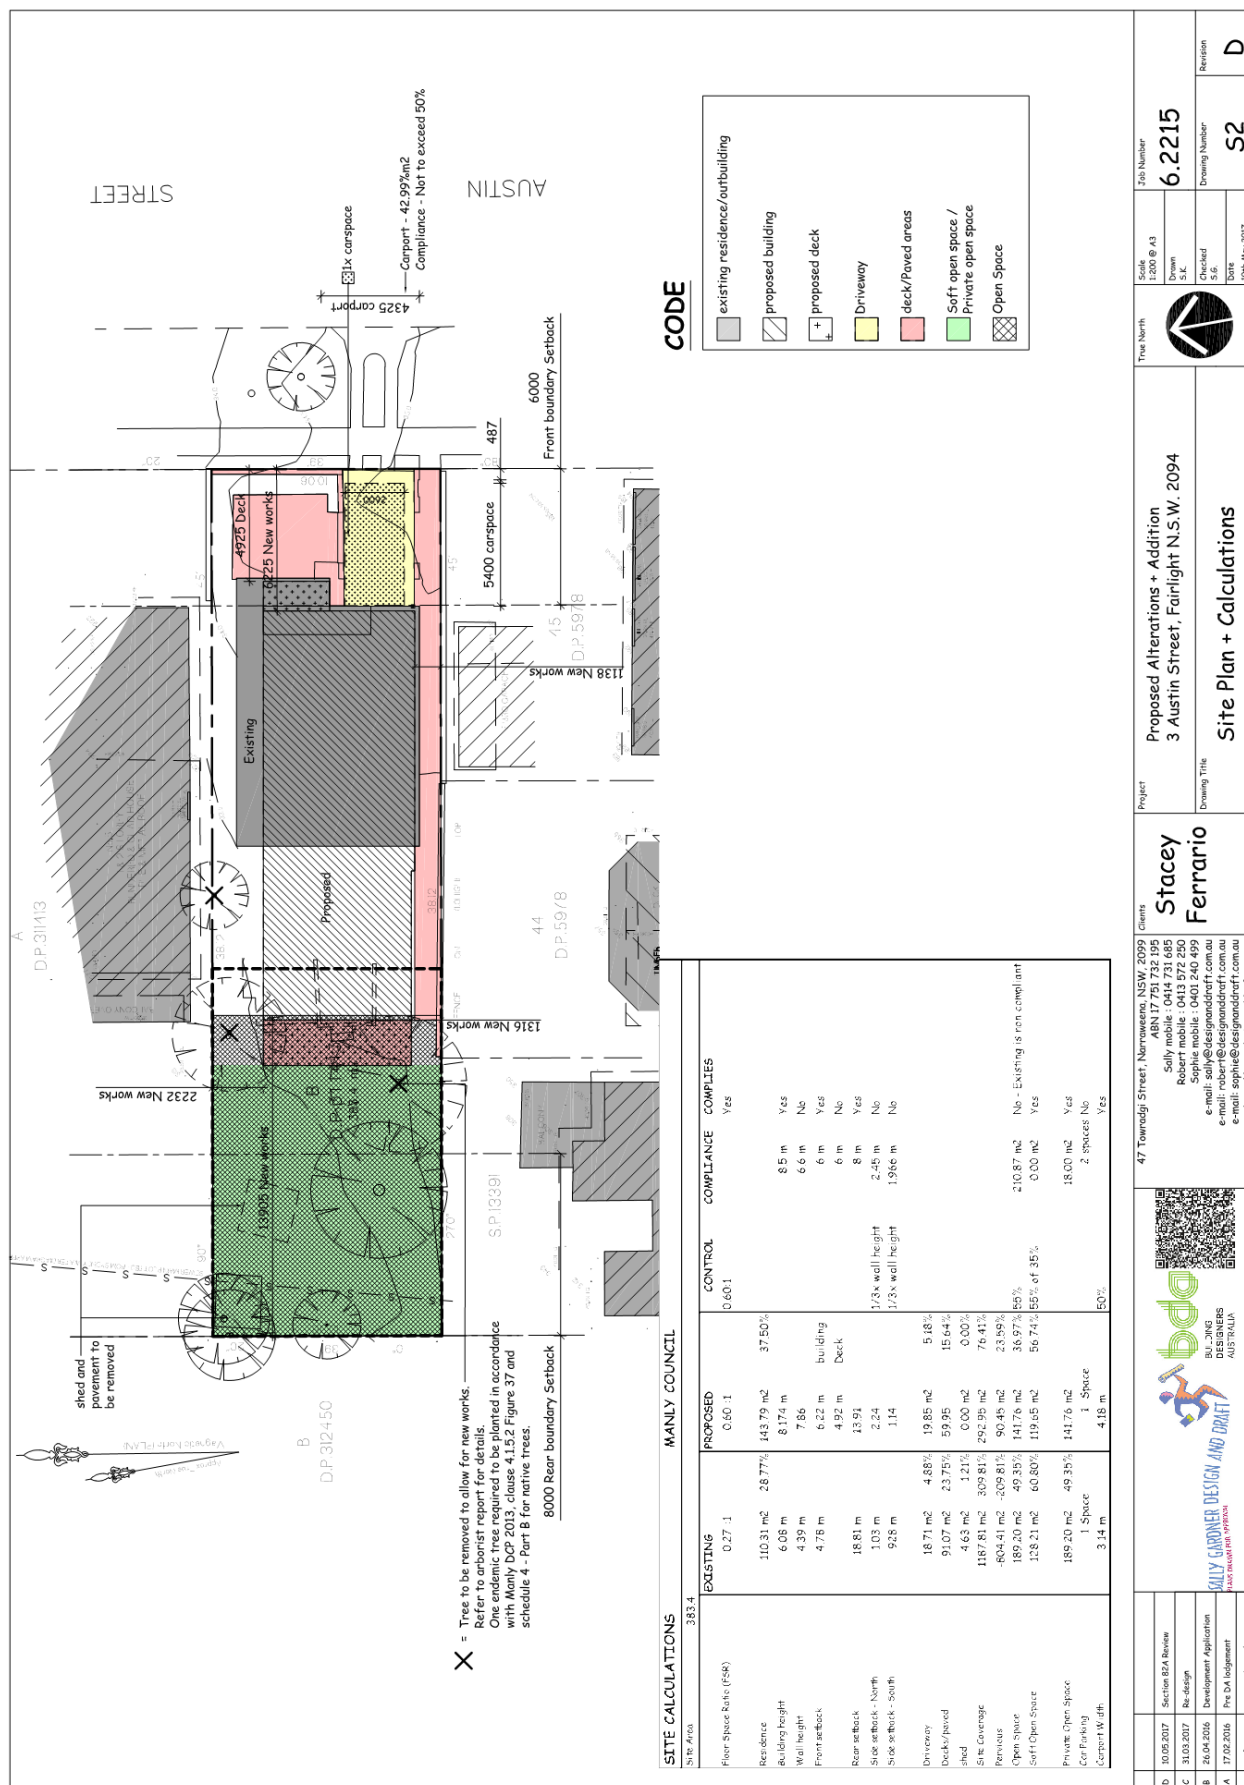 STREET
AUSTIN
1x carspace
Carport - 42.99%m2
Compliance - Not to exceed 50%
4325 carport
6000
Front boundary Setback
487
5400 carspace
4925 Deck
6225 New works
2600
10.06
Existing
Proposed
1138 New works
1316 New works
2232 New works
13905 New works
8000 Rear boundary Setback
shed and
pavement to
be removed
A
D.P.311413
45
D.P.5978
44
D.P.5978
S.P.13391
B
D.P.312450
B
38.12
90°
270°
S
S
S
S
X = Tree to be removed to allow for new works.
Refer to arborist report for details.
One endemic tree required to be planted in accordance
with Manly DCP 2013, clause 4.1.5.2 Figure 37 and
schedule 4 - Part B for native trees.
CODE
existing residence/outbuilding
proposed building
proposed deck
Driveway
deck/Paved areas
Soft open space /
Private open space
Open Space
SITE CALCULATIONS MANLY COUNCIL
Site Area 383.4
EXISTING PROPOSED CONTROL COMPLIANCE COMPLIES
Floor Space Ratio (FSR) 0.27 :1 0.60 :1 0.60:1 Yes
Residence 110.31 m2 28.77% 143.79 m2 37.50%
Building height 6.08 m 8.174 m 8.5 m Yes
Wall height 4.39 m 7.86 6.6 m No
Front setback 4.78 m 6.22 m building 6 m Yes
4.92 m Deck 6 m No
Rear setback 18.81 m 13.91 8 m Yes
Side setback - North 1.03 m 2.24 1/3 x wall height 2.45 m No
Side setback - South .928 m 1.14 1/3 x wall height 1.966 m No
Driveway 18.71 m2 4.88% 19.85 m2 5.18%
Decks/paved 91.07 m2 23.75% 59.95 15.64%
shed 4.63 m2 1.21% 0.00 m2 0.00%
Site Coverage 1187.81 m2 309.81% 292.95 m2 76.41%
Pervious -804.41 m2 -209.81% 90.45 m2 23.59%
Open Space 189.20 m2 49.35% 141.76 m2 36.97% 55% 210.87 m2 No - Existing is non compliant
Soft Open Space 128.21 m2 60.80% 119.65 m2 56.74% 55% of 35% 0.00 m2 Yes
Private Open Space 189.20 m2 49.35% 141.76 m2 18.00 m2 Yes
Car Parking 1 Space 1 Space 2 spaces No
Carport Width 3.14 m 4.18 m 50% Yes
D 10.05.2017 Section 82A Review
C 31.03.2017 Re-design
B 26.04.2016 Development Application
A 17.02.2016 Pre DA lodgement
SALLY GARDNER DESIGN AND DRAFT
PLANS DRAWN FOR APPROVAL
bda
BUILDING
DESIGNERS
AUSTRALIA
47 Towradgi Street, Narraweena, NSW, 2099
ABN 17 751 732 195
Sally mobile : 0414 731 685
Robert mobile : 0413 572 250
Sophie mobile : 0401 240 499
e-mail: sally@designanddraft.com.au
e-mail: robert@designanddraft.com.au
e-mail: sophie@designanddraft.com.au
Clients
Stacey
Ferrario
Project
Proposed Alterations + Addition
3 Austin Street, Fairlight N.S.W. 2094
Drawing Title
Site Plan + Calculations
True North
Scale
1:200 @ A3
Drawn
S.K.
Checked
S.G.
Date
Job Number
6.2215
Drawing Number
S2
Revision
D